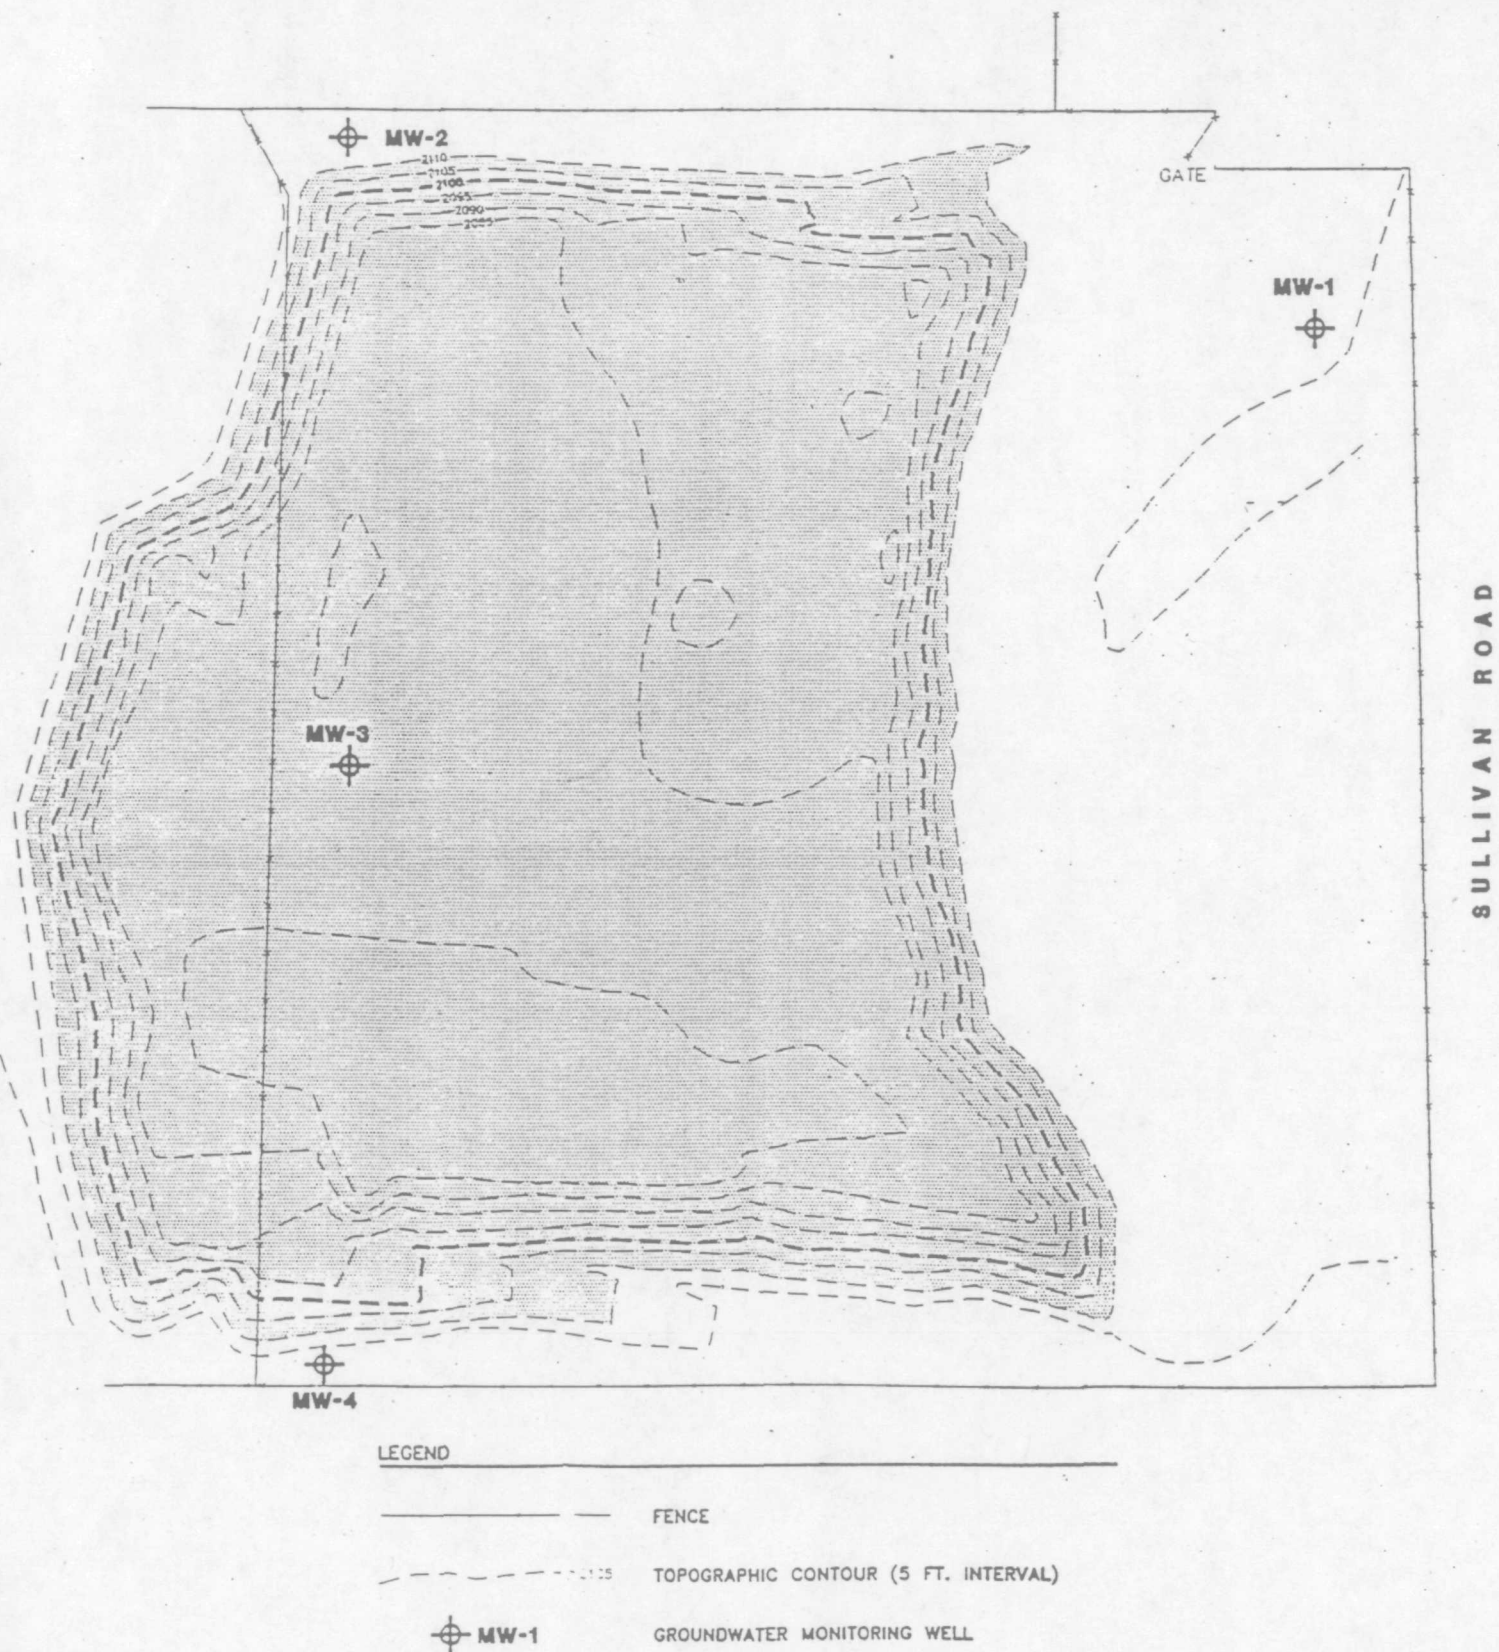 MW-2
2110
2105
2100
2095
2090
2085
GATE
MW-1
SULLIVAN ROAD
MW-3
MW-4
LEGEND
FENCE
TOPOGRAPHIC CONTOUR (5 FT. INTERVAL)
MW-1 GROUNDWATER MONITORING WELL